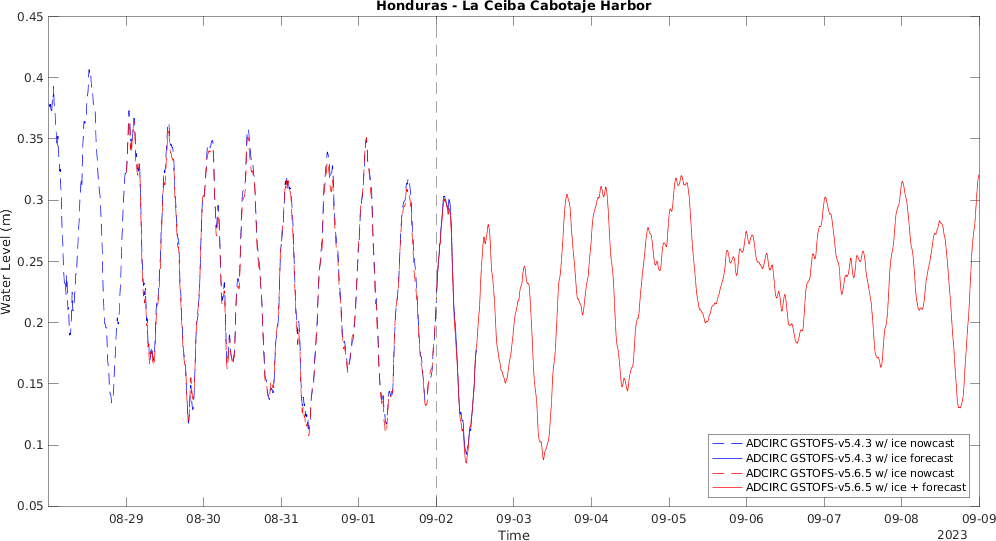 Honduras - La Ceiba Cabotaje Harbor
0.45
0.4
0.35
0.3
0.25
0.2
0.15
0.1
0.05
Water Level (m)
ADCIRC GSTOFS-v5.4.3 w/ ice nowcast
ADCIRC GSTOFS-v5.4.3 w/ ice forecast
ADCIRC GSTOFS-v5.6.5 w/ ice nowcast
ADCIRC GSTOFS-v5.6.5 w/ ice + forecast
08-29 08-30 08-31 09-01 09-02 09-03 09-04 09-05 09-06 09-07 09-08 09-09
Time
2023